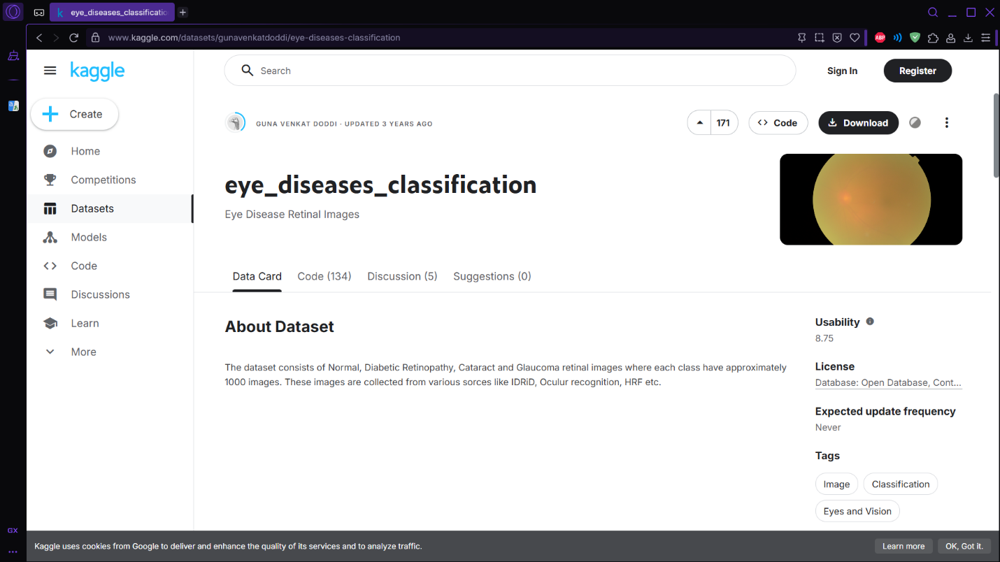 eye_diseases_classificatio
www.kaggle.com/datasets/gunavenkatdoddi/eye-diseases-classification
ABP
kaggle
Search
Sign In
Register
Create
GUNA VENKAT DODDI · UPDATED 3 YEARS AGO
171
Code
Download
Home
Competitions
Datasets
Models
Code
Discussions
Learn
More
eye_diseases_classification
Eye Disease Retinal Images
Data Card
Code (134)
Discussion (5)
Suggestions (0)
About Dataset
The dataset consists of Normal, Diabetic Retinopathy, Cataract and Glaucoma retinal images where each class have approximately
1000 images. These images are collected from various sorces like IDRiD, Oculur recognition, HRF etc.
Usability
8.75
License
Database: Open Database, Cont...
Expected update frequency
Never
Tags
Image
Classification
Eyes and Vision
GX
Kaggle uses cookies from Google to deliver and enhance the quality of its services and to analyze traffic.
Learn more
OK, Got it.